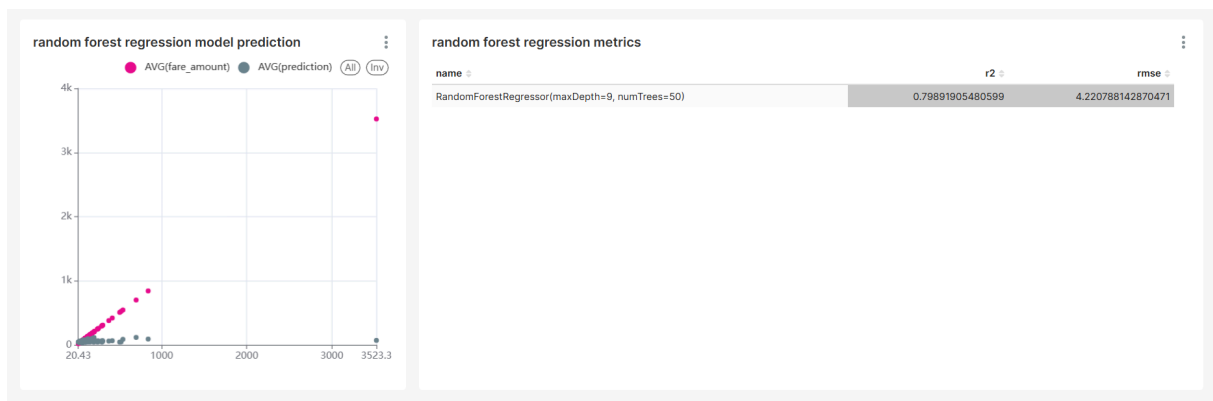 random forest regression model prediction
AVG(fare_amount) AVG(prediction) All Inv
4k
3k
2k
1k
0
20.43 1000 2000 3000 3523.3
random forest regression metrics
name r2 rmse
RandomForestRegressor(maxDepth=9, numTrees=50) 0.79891905480599 4.220788142870471